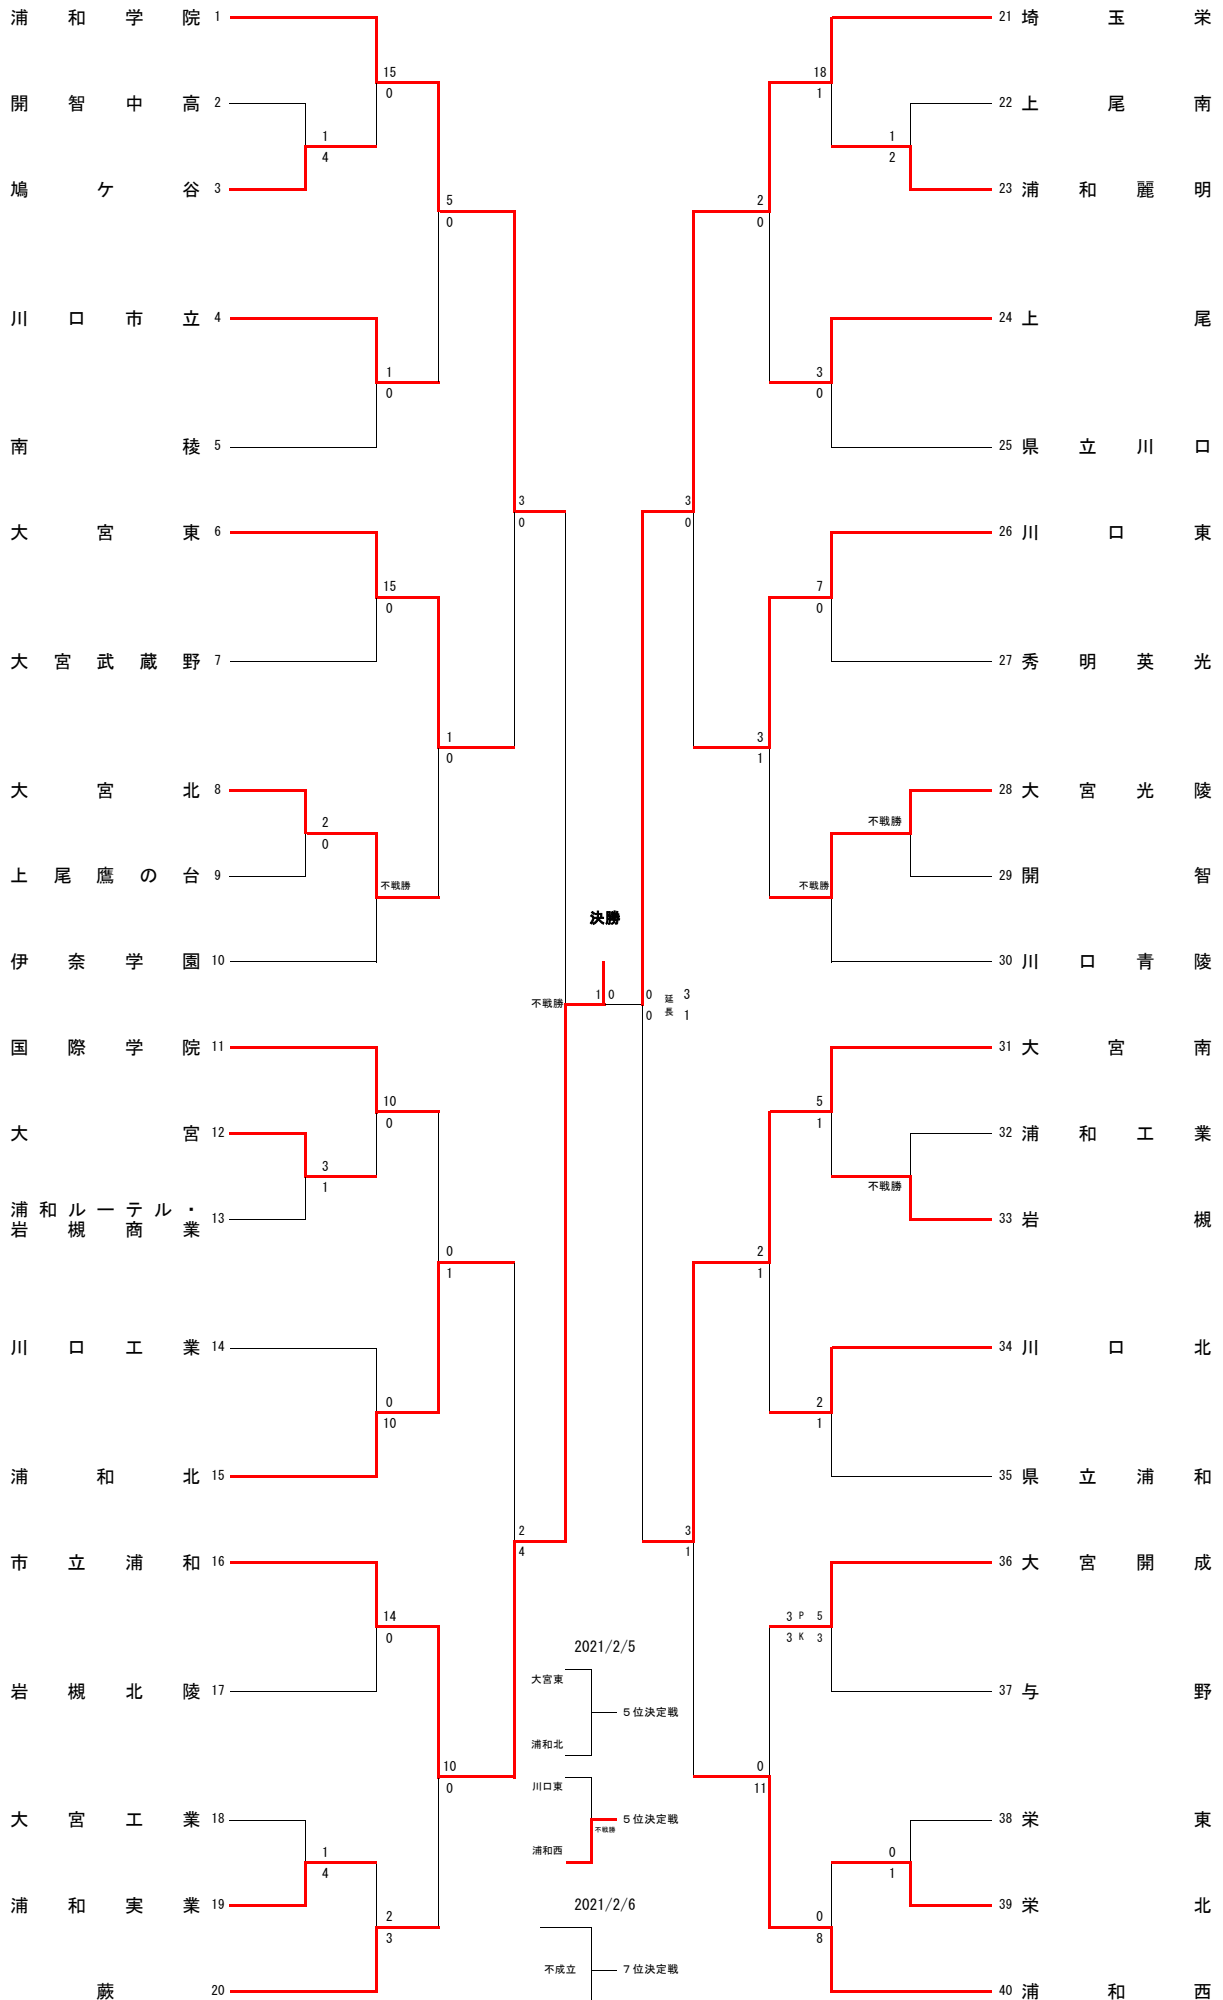 浦和学院 1
開智中高 2
鳩ケ谷 3
川口市立 4
南稜 5
大宮東 6
大宮武蔵野 7
大宮北 8
上尾鷹の台 9
伊奈学園 10
国際学院 11
大宮 12
浦和ルーテル・
岩槻商業 13
川口工業 14
浦和北 15
市立浦和 16
岩槻北陵 17
大宮工業 18
浦和実業 19
蕨 20
15
0
1
4
5
0
1
0
3
0
15
0
1
0
2
0
不戦勝
10
0
3
1
0
1
0
10
2
4
14
0
10
0
1
4
2
3
決勝
不戦勝
1 0
0 延 3
0 長 1
2021/2/5
大宮東
5位決定戦
浦和北
川口東
5位決定戦
不戦勝
浦和西
2021/2/6
不成立
7位決定戦
18
1
1
2
2
0
3
0
3
0
7
0
3
1
不戦勝
不戦勝
5
1
不戦勝
2
1
2
1
3
1
3 P 5
3 K 3
0
11
0
1
0
8
21 埼玉栄
22 上尾南
23 浦和麗明
24 上尾
25 県立川口
26 川口東
27 秀明英光
28 大宮光陵
29 開智
30 川口青陵
31 大宮南
32 浦和工業
33 岩槻
34 川口北
35 県立浦和
36 大宮開成
37 与野
38 栄東
39 栄北
40 浦和西